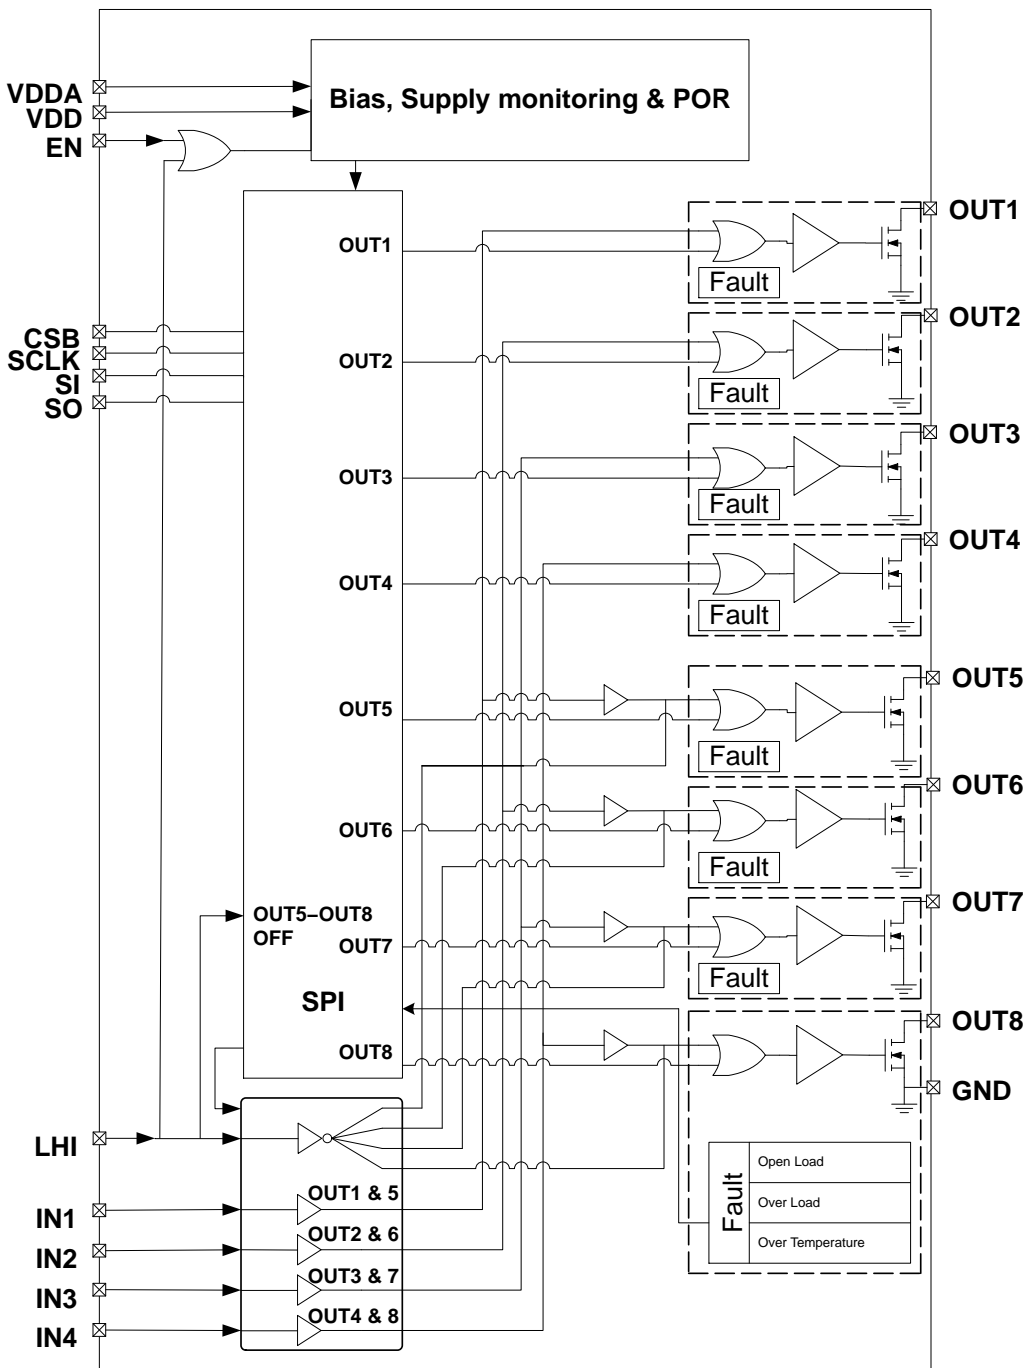 VDDA
VDD
EN
Bias, Supply monitoring & POR
CSB
SCLK
SI
SO
OUT1
OUT2
OUT3
OUT4
OUT5
OUT6
OUT5–OUT8
OFF
OUT7
SPI
OUT8
Fault
OUT1
Fault
OUT2
Fault
OUT3
Fault
OUT4
Fault
OUT5
Fault
OUT6
Fault
OUT7
OUT8
GND
Fault
Open Load
Over Load
Over Temperature
LHI
IN1
IN2
IN3
IN4
OUT1 & 5
OUT2 & 6
OUT3 & 7
OUT4 & 8